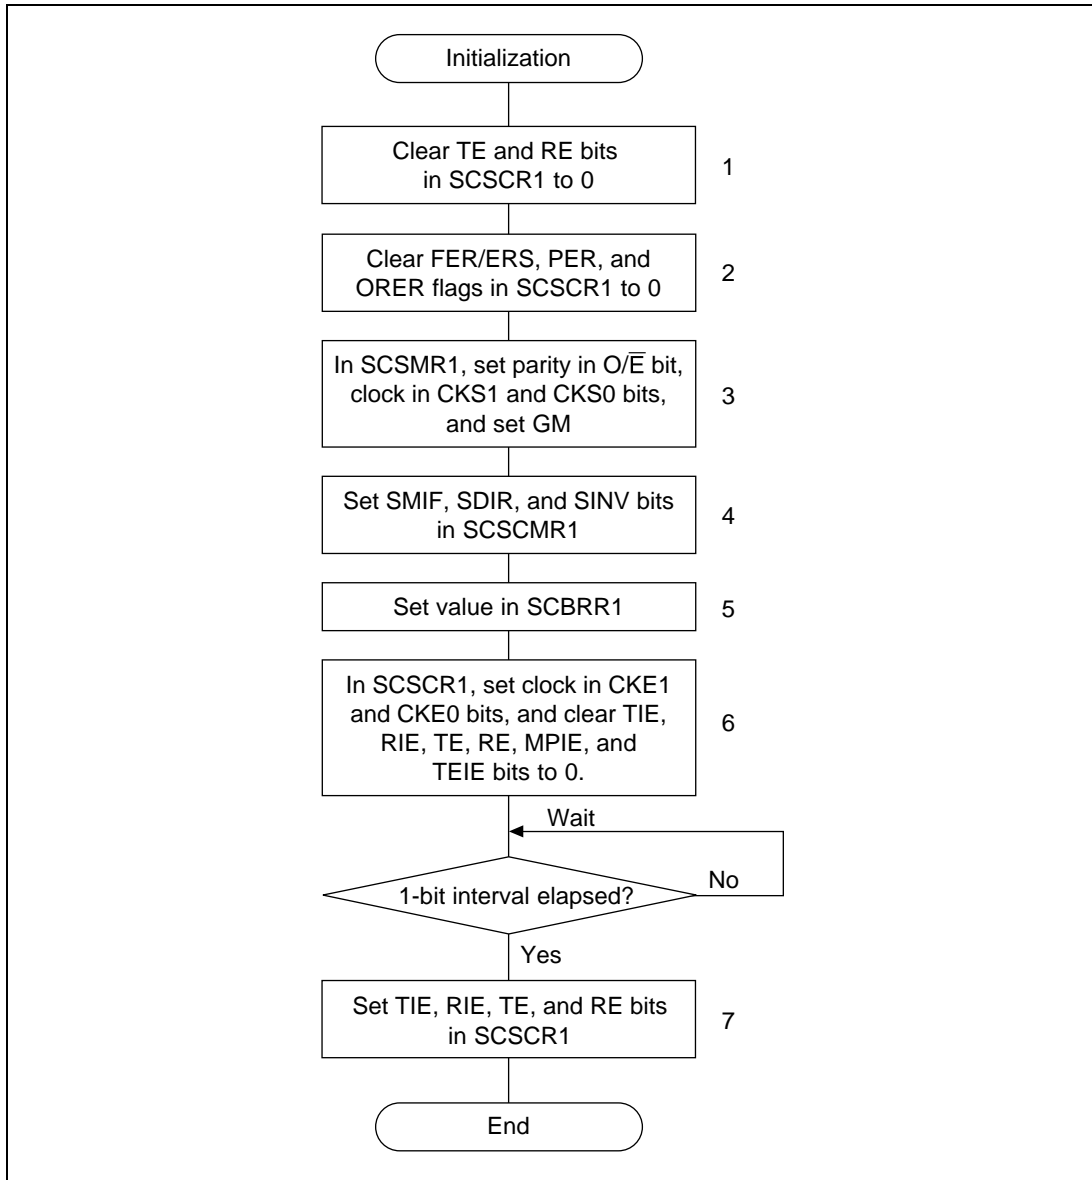 Initialization
Clear TE and RE bits
in SCSCR1 to 0
1
Clear FER/ERS, PER, and
ORER flags in SCSCR1 to 0
2
In SCSMR1, set parity in O/E̅ bit,
clock in CKS1 and CKS0 bits,
and set GM
3
Set SMIF, SDIR, and SINV bits
in SCSCMR1
4
Set value in SCBRR1
5
In SCSCR1, set clock in CKE1
and CKE0 bits, and clear TIE,
RIE, TE, RE, MPIE, and
TEIE bits to 0.
6
Wait
1-bit interval elapsed?
No
Yes
Set TIE, RIE, TE, and RE bits
in SCSCR1
7
End